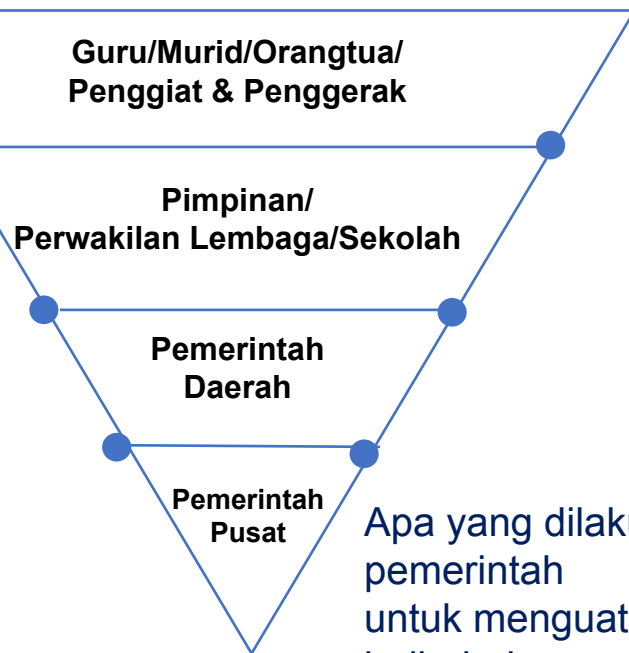 Guru/Murid/Orangtua/
Penggiat & Penggerak
Pimpinan/
Perwakilan Lembaga/Sekolah
Pemerintah
Daerah
Pemerintah
Pusat
Apa yang
pemerintah
untuk